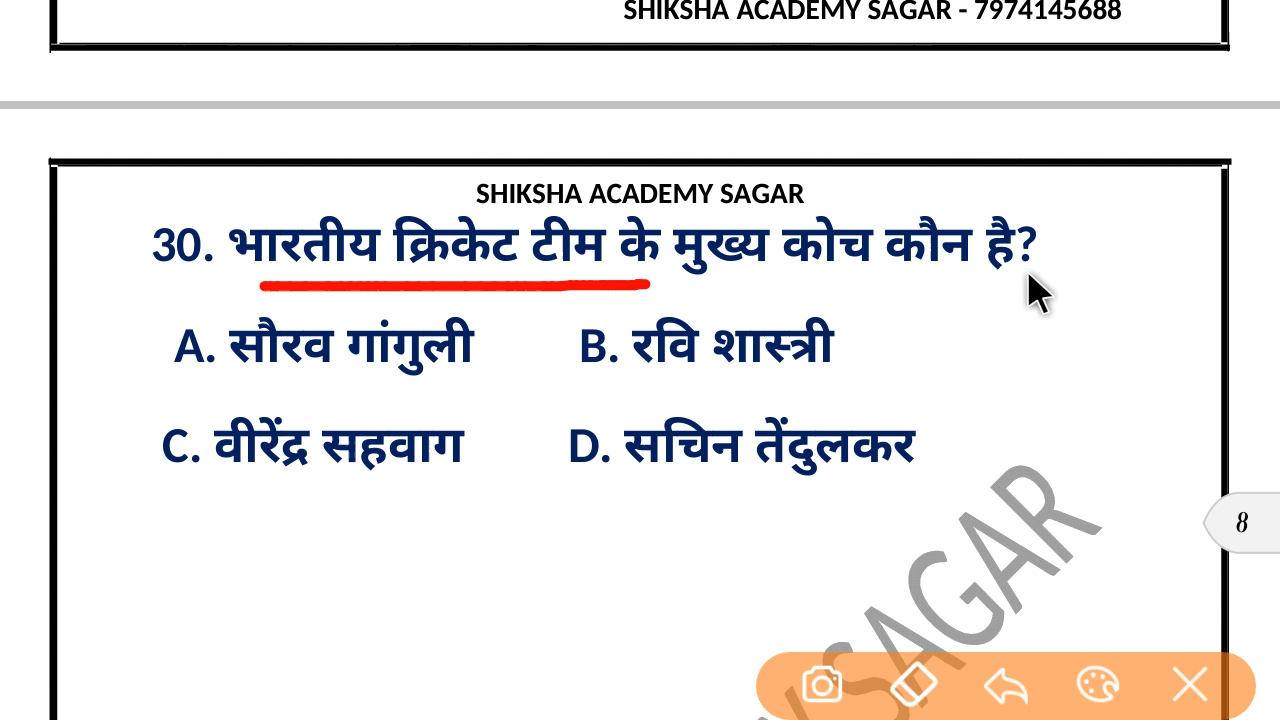 SHIKSHA ACADEMY SAGAR - 7974145688
SHIKSHA ACADEMY SAGAR
30. भारतीय क्रिकेट टीम के मुख्य कोच कौन है?
A. सौरव गांगुली B. रवि शास्त्री
C. वीरेंद्र सहवाग D. सचिन तेंदुलकर
8
SAGAR